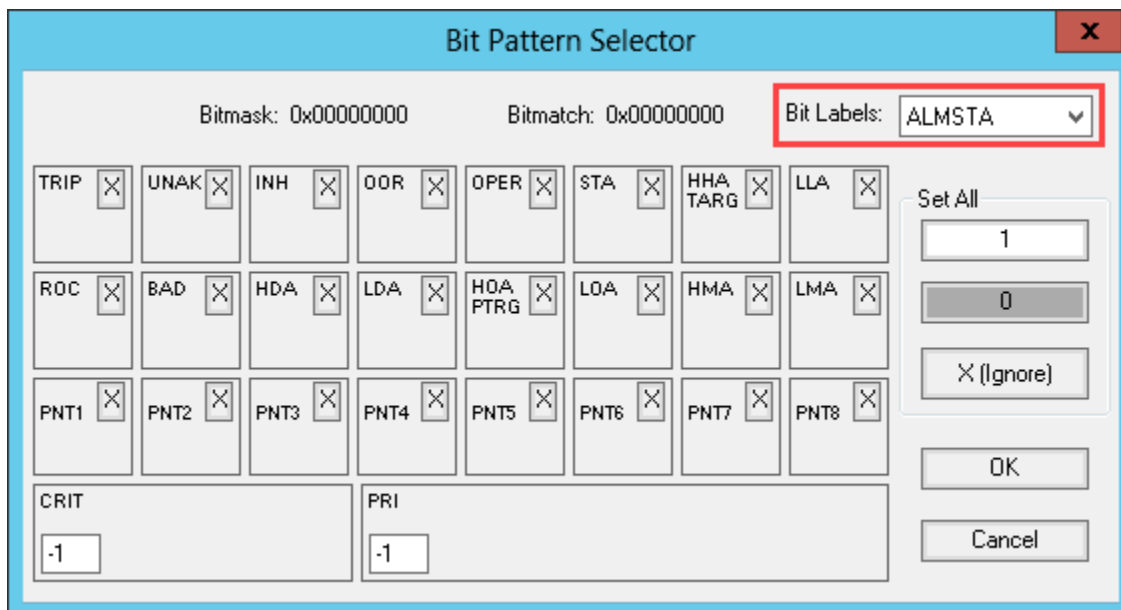 Bit Pattern Selector
x
Bitmask: 0x00000000 Bitmatch: 0x00000000 Bit Labels: ALMSTA
TRIP X UNAK X INH X OOR X OPER X STA X HHA X LLA X
TARG
Set All
1
ROC X BAD X HDA X LDA X HOA X LOA X HMA X LMA X
PTRG
0
X (Ignore)
PNT1 X PNT2 X PNT3 X PNT4 X PNT5 X PNT6 X PNT7 X PNT8 X
OK
CRIT PRI
-1 -1
Cancel